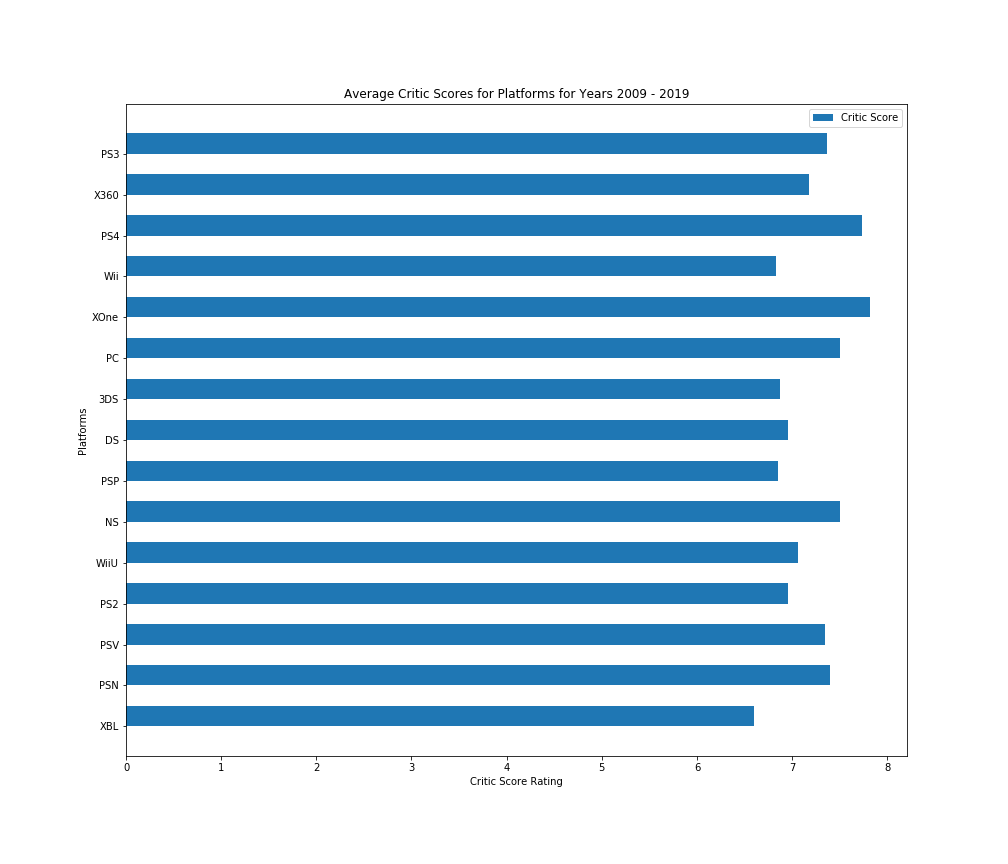 Average Critic Scores for Platforms for Years 2009 - 2019
Critic Score
PS3
X360
PS4
Wii
XOne
PC
3DS
DS
PSP
NS
WiiU
PS2
PSV
PSN
XBL
Platforms
0 1 2 3 4 5 6 7 8
Critic Score Rating